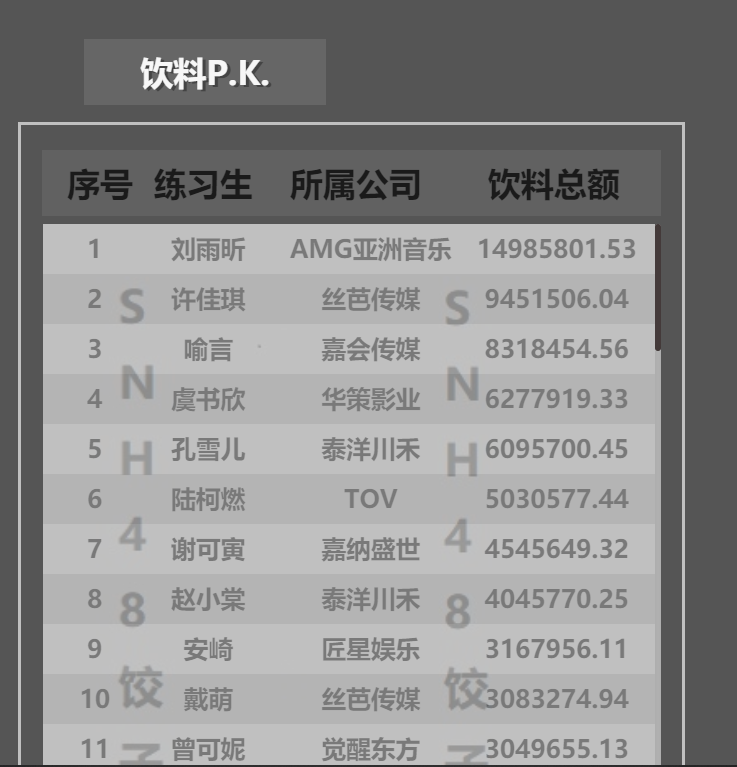 饮料P.K.
序号 练习生 所属公司 饮料总额
1 刘雨昕 AMG亚洲音乐 14985801.53
2 许佳琪 丝芭传媒 9451506.04
3 喻言 嘉会传媒 8318454.56
4 虞书欣 华策影业 6277919.33
5 孔雪儿 泰洋川禾 6095700.45
6 陆柯燃 TOV 5030577.44
7 谢可寅 嘉纳盛世 4545649.32
8 赵小棠 泰洋川禾 4045770.25
9 安崎 匠星娱乐 3167956.11
10 戴萌 丝芭传媒 3083274.94
11 曾可妮 觉醒东方 3049655.13
SNH48饺子
SNH48饺子